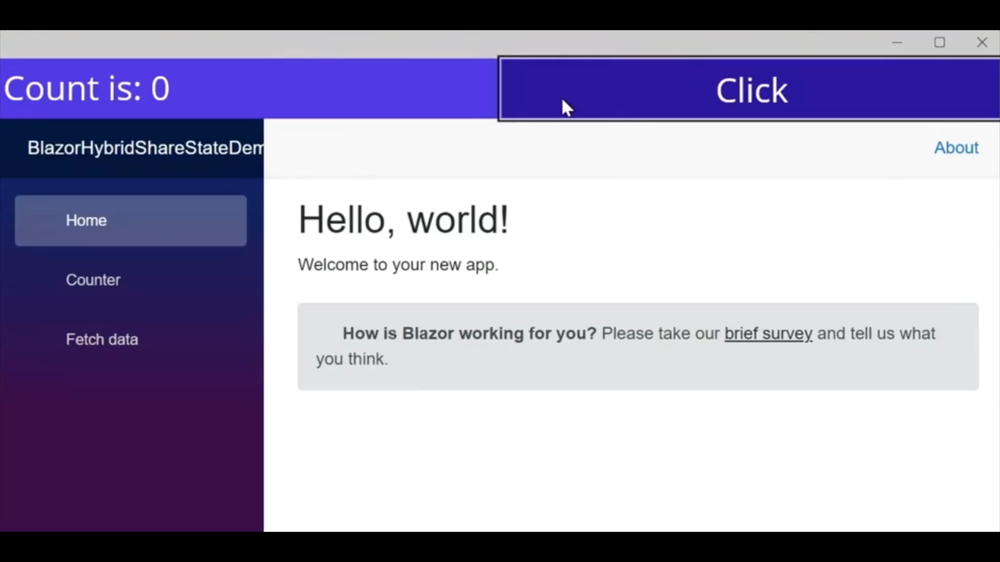 Count is: 0
Click
BlazorHybridShareStateDem
About
Home
Counter
Fetch data
Hello, world!
Welcome to your new app.
How is Blazor working for you? Please take our brief survey and tell us what
you think.